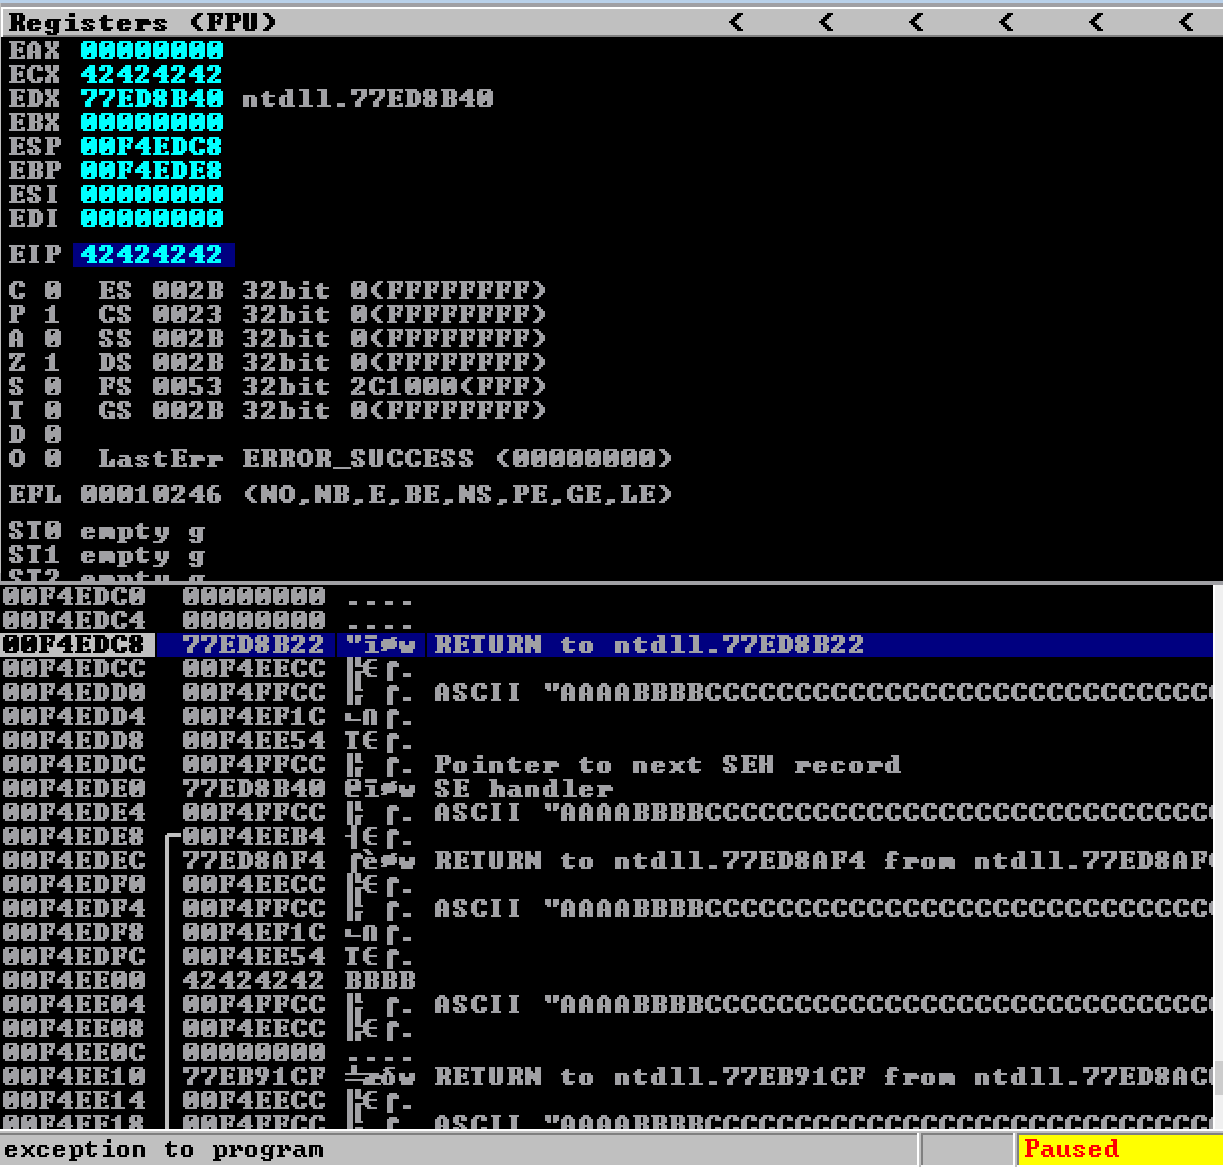 Registers (FPU) < < < < < <
EAX 00000000
ECX 42424242
EDX 77ED8B40 ntdll.77ED8B40
EBX 00000000
ESP 00F4EDC8
EBP 00F4EDE8
ESI 00000000
EDI 00000000
EIP 42424242
C 0 ES 002B 32bit 0(FFFFFFFF)
P 1 CS 0023 32bit 0(FFFFFFFF)
A 0 SS 002B 32bit 0(FFFFFFFF)
Z 1 DS 002B 32bit 0(FFFFFFFF)
S 0 FS 0053 32bit 2C1000(FFF)
T 0 GS 002B 32bit 0(FFFFFFFF)
D 0
O 0 LastErr ERROR_SUCCESS (00000000)
EFL 00010246 (NO,NB,E,BE,NS,PE,GE,LE)
ST0 empty g
ST1 empty g
ST2 empty g
00F4EDC0 00000000 ....
00F4EDC4 00000000 ....
00F4EDC8 77ED8B22 "ï≡w RETURN to ntdll.77ED8B22
00F4EDCC 00F4EECC ╠∈⌠.
00F4EDD0 00F4FFCC ╠ ⌠. ASCII "AAAABBBBCCCCCCCCCCCCCCCCCCCCCCCCCCCC
00F4EDD4 00F4EF1C ∟∩⌠.
00F4EDD8 00F4EE54 T∈⌠.
00F4EDDC 00F4FFCC ╠ ⌠. Pointer to next SEH record
00F4EDE0 77ED8B40 @ïøw SE handler
00F4EDE4 00F4FFCC ╠ ⌠. ASCII "AAAABBBBCCCCCCCCCCCCCCCCCCCCCCCCCCCC
00F4EDE8 00F4EEB4 ┤∈⌠.
00F4EDEC 77ED8AF4 ⌠èøw RETURN to ntdll.77ED8AF4 from ntdll.77ED8AF
00F4EDF0 00F4EECC ╠∈⌠.
00F4EDF4 00F4FFCC ╠ ⌠. ASCII "AAAABBBBCCCCCCCCCCCCCCCCCCCCCCCCCCCC
00F4EDF8 00F4EF1C ∟∩⌠.
00F4EDFC 00F4EE54 T∈⌠.
00F4EE00 42424242 BBBB
00F4EE04 00F4FFCC ╠ ⌠. ASCII "AAAABBBBCCCCCCCCCCCCCCCCCCCCCCCCCCCC
00F4EE08 00F4EECC ╠∈⌠.
00F4EE0C 00000000 ....
00F4EE10 77EB91CF ╧æδw RETURN to ntdll.77EB91CF from ntdll.77ED8AC
00F4EE14 00F4EECC ╠∈⌠.
00F4EE18 00F4FFCC ╠ ⌠. ASCII "AAAABBBBCCCCCCCCCCCCCCCCCCCCCCCCCCCC
exception to program
Paused